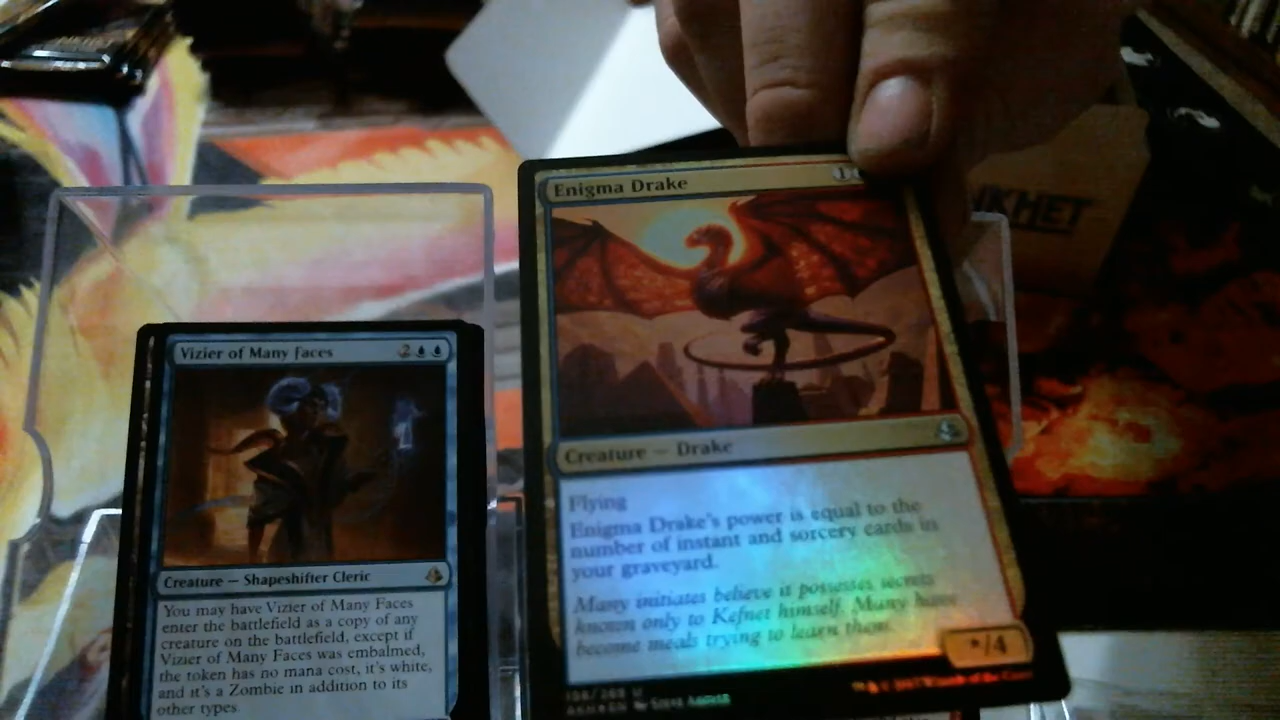 Vizier of Many Faces 2
Creature — Shapeshifter Cleric
You may have Vizier of Many Faces
enter the battlefield as a copy of any
creature on the battlefield, except if
Vizier of Many Faces was embalmed,
the token has no mana cost, it's white,
and it's a Zombie in addition to its
other types.
Enigma Drake 1
Creature — Drake
Flying
Enigma Drake's power is equal to the
number of instant and sorcery cards in
your graveyard.
Many initiates believe it possesses secrets
known only to Kefnet himself. Many have
become meals trying to learn them.
*/4
KHET